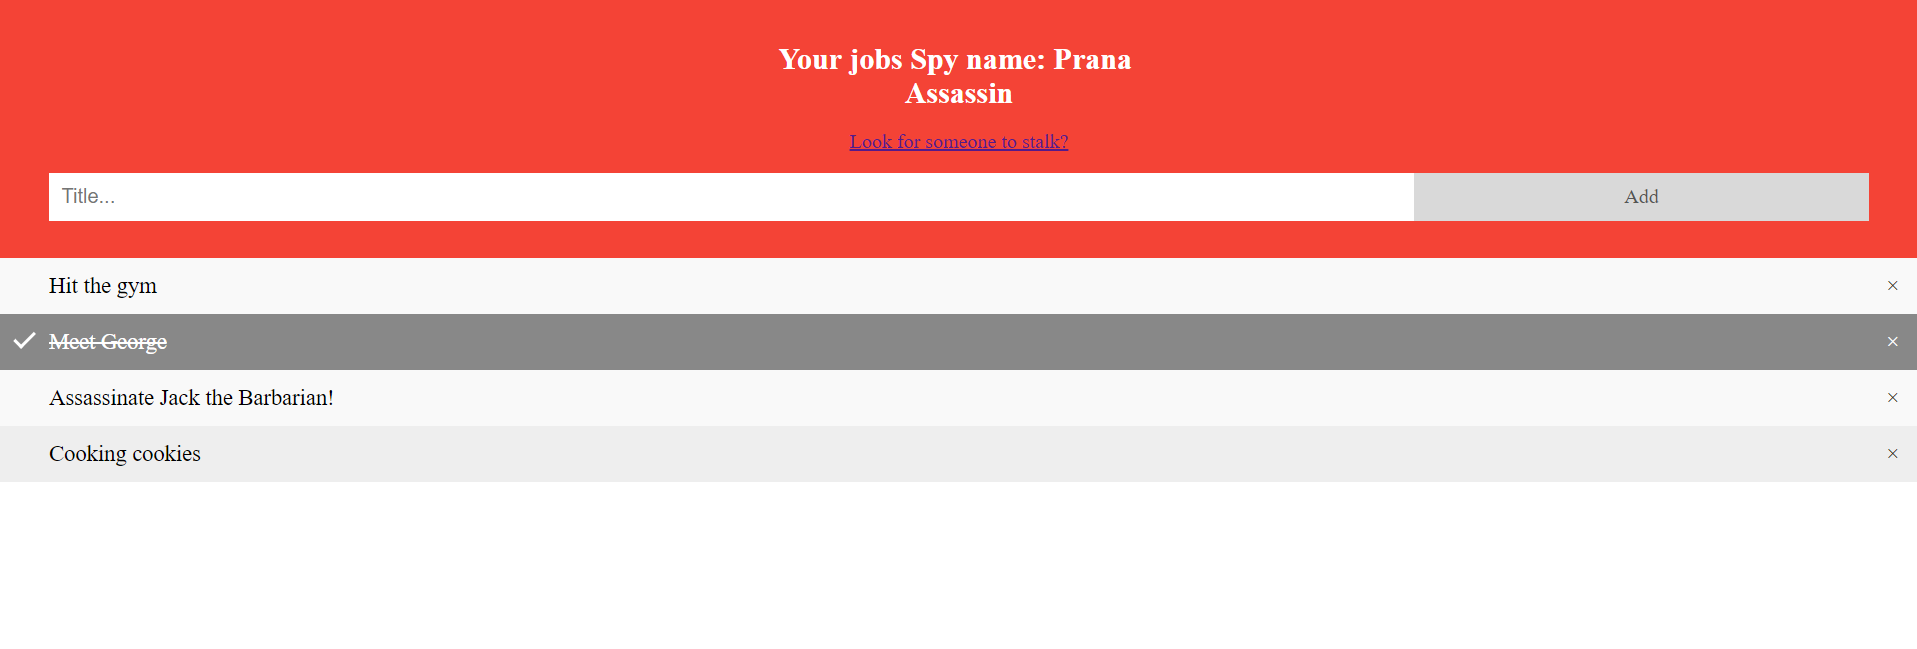 Your jobs Spy name: Prana
Assassin
Look for someone to stalk?
Title...
Add
Hit the gym
×
Meet George
×
Assassinate Jack the Barbarian!
×
Cooking cookies
×